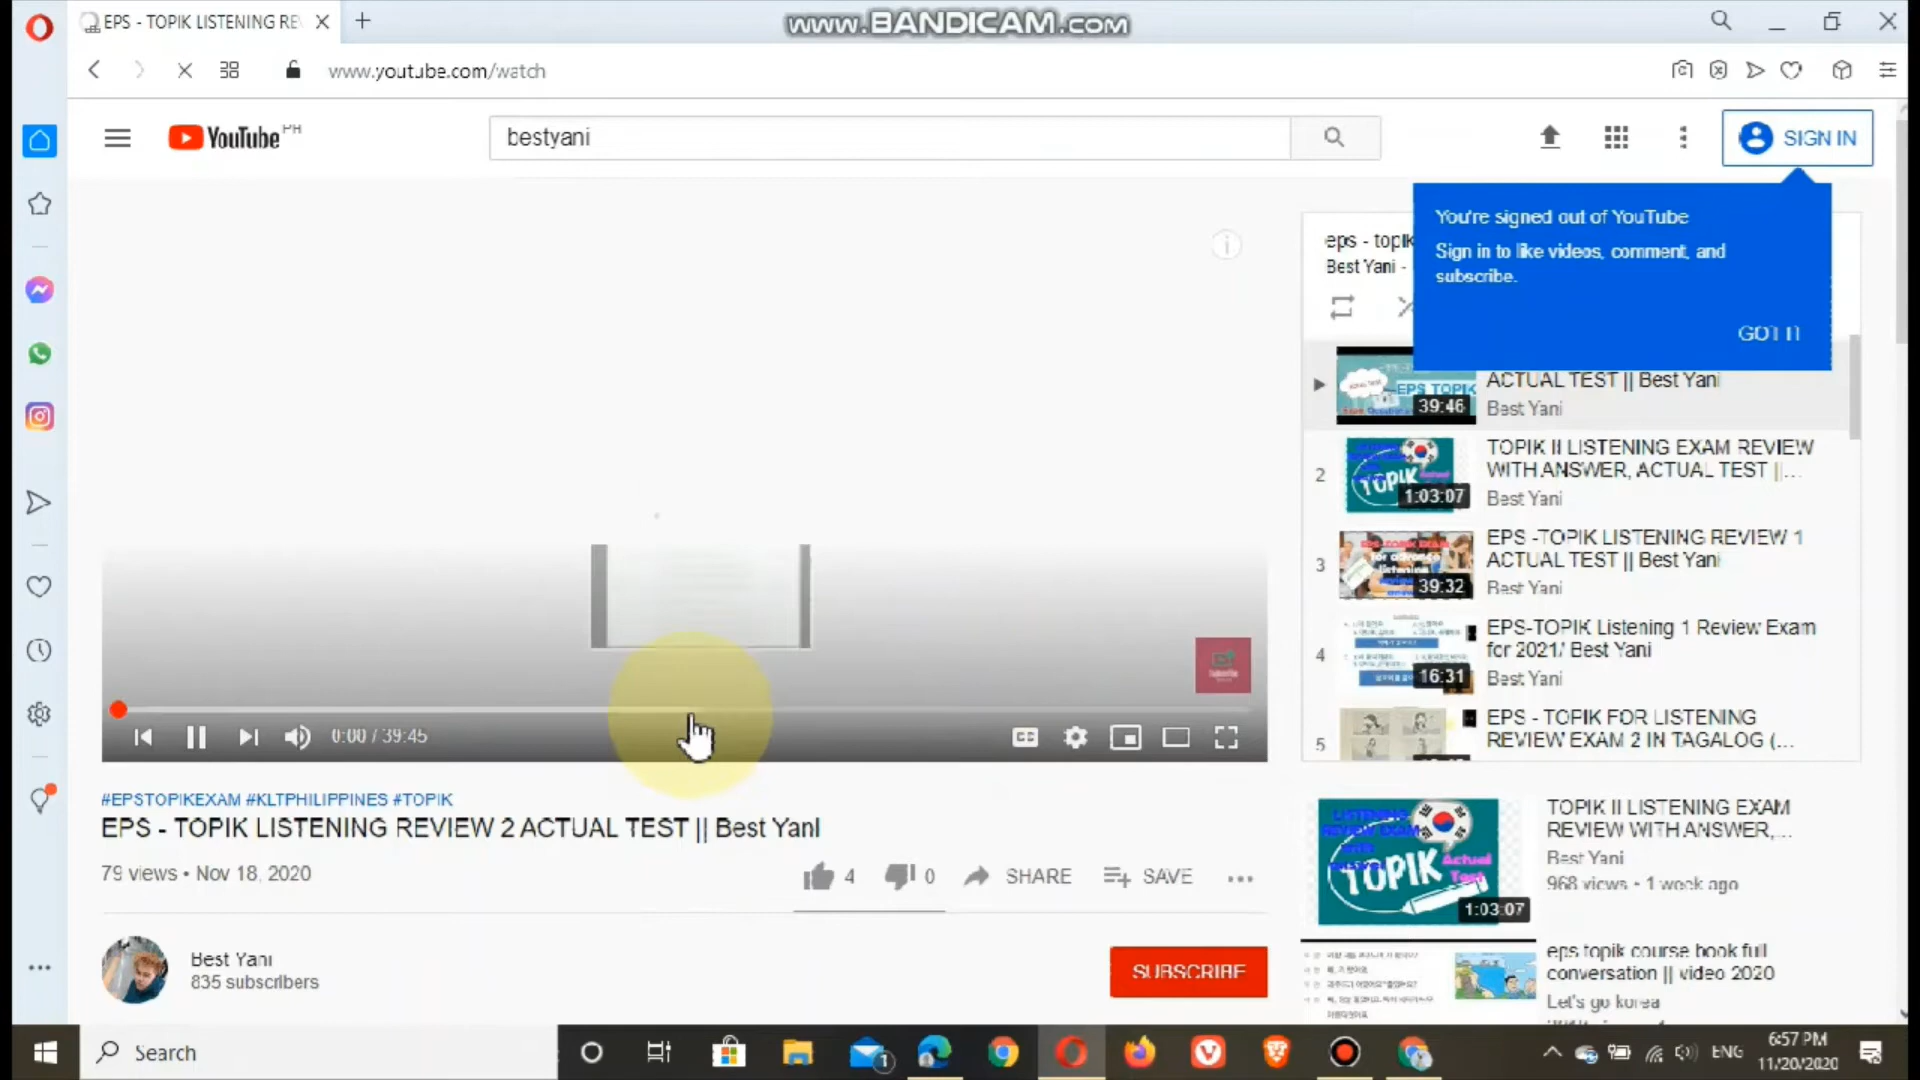 EPS - TOPIK LISTENING RE
www.BANDICAM.com
www.youtube.com/watch
YouTube PH
bestyani
SIGN IN
You're signed out of YouTube
Sign in to like videos, comment, and
subscribe.
GOT IT
eps - topik
Best Yani -
39:46
ACTUAL TEST || Best Yani
Best Yani
2
TOPIK
1:03:07
TOPIK II LISTENING EXAM REVIEW
WITH ANSWER, ACTUAL TEST ||...
Best Yani
3
39:32
EPS -TOPIK LISTENING REVIEW 1
ACTUAL TEST || Best Yani
Best Yani
4
16:31
EPS-TOPIK Listening 1 Review Exam
for 2021/ Best Yani
Best Yani
5
EPS - TOPIK FOR LISTENING
REVIEW EXAM 2 IN TAGALOG (...
0:00 / 39:45
CC
#EPSTOPIKEXAM #KLTPHILIPPINES #TOPIK
EPS - TOPIK LISTENING REVIEW 2 ACTUAL TEST || Best Yani
79 views • Nov 18, 2020
4
0
SHARE
SAVE
Best Yani
835 subscribers
SUBSCRIBE
LISTENING
REVIEW EXAM
TOPIK
Actual
Test
1:03:07
TOPIK II LISTENING EXAM
REVIEW WITH ANSWER,...
Best Yani
968 views • 1 week ago
eps topik course book full
conversation || video 2020
Let's go korea
Search
1
ENG
6:57 PM
11/20/2020